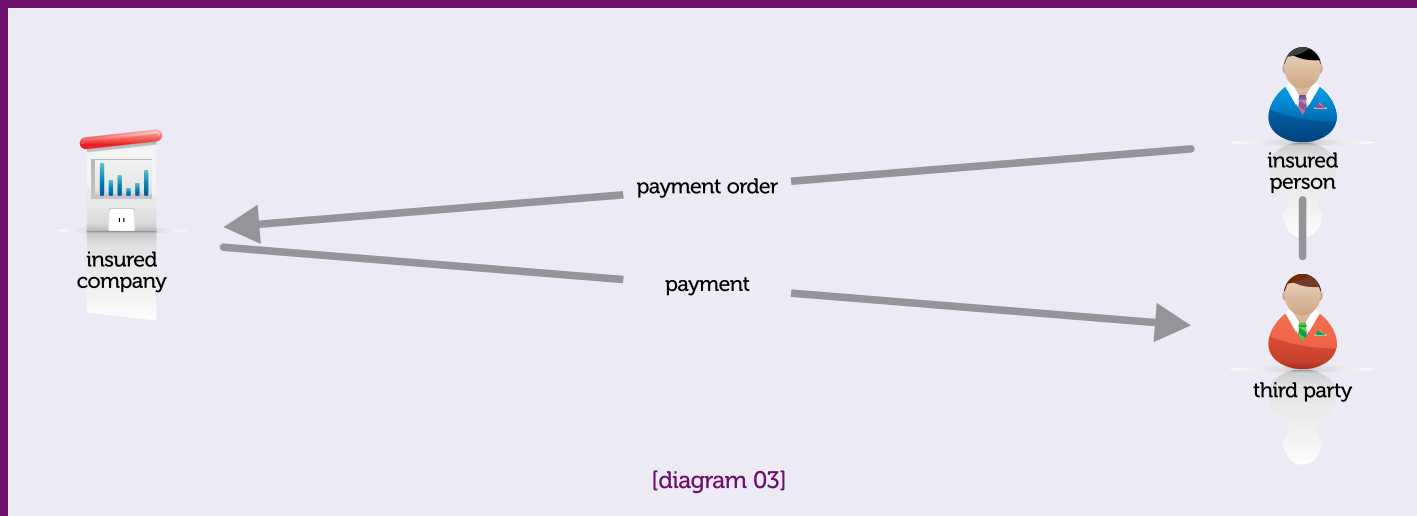 insured
person
payment order
insured
company
payment
third party
[diagram 03]